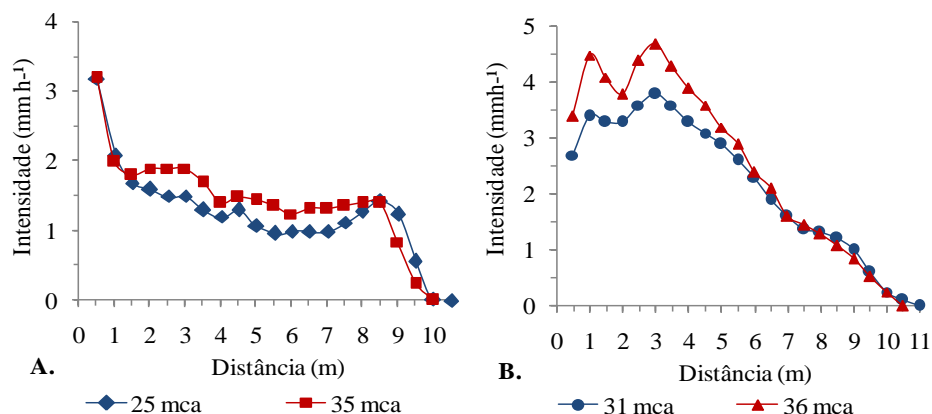 4
3
2
1
0
Intensidade (mm h-¹)
0 1 2 3 4 5 6 7 8 9 10
Distância (m)
A.
25 mca 35 mca
5
4
3
2
1
0
Intensidade (mmh-¹)
0 1 2 3 4 5 6 7 8 9 10 11
Distância (m)
B.
31 mca 36 mca